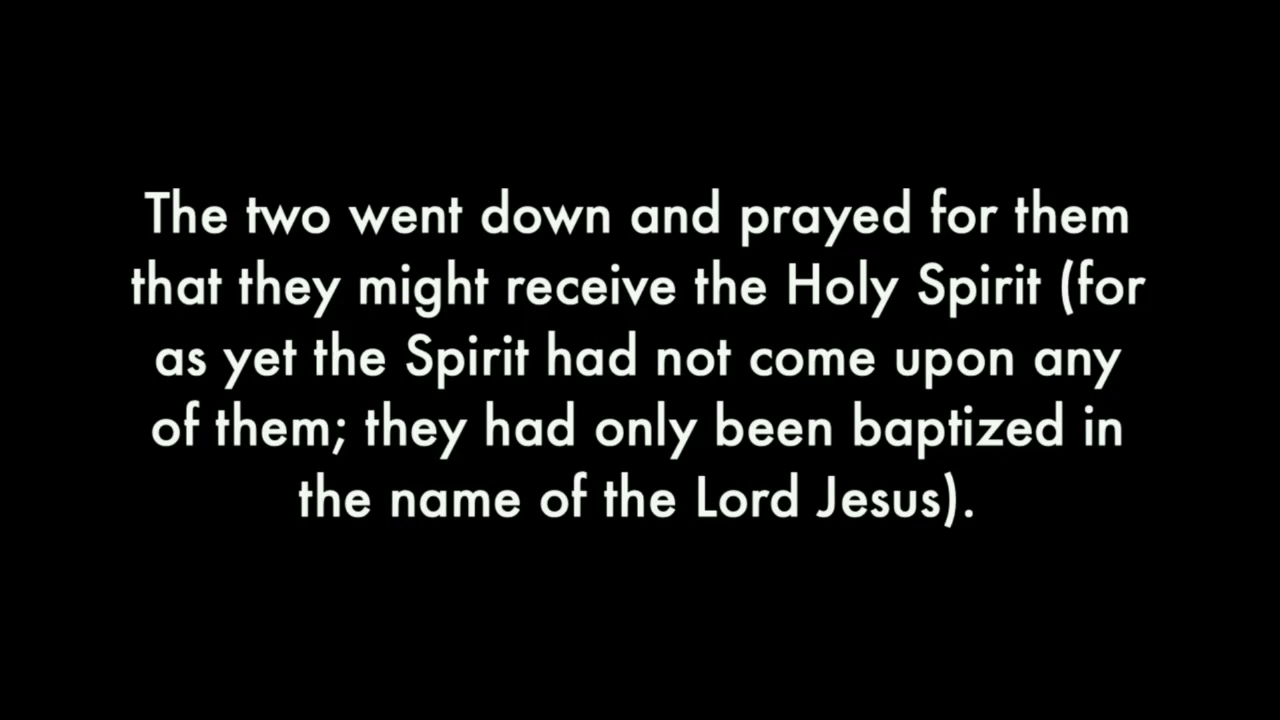 The two went down and prayed for them
that they might receive the Holy Spirit (for
as yet the Spirit had not come upon any
of them; they had only been baptized in
the name of the Lord Jesus).